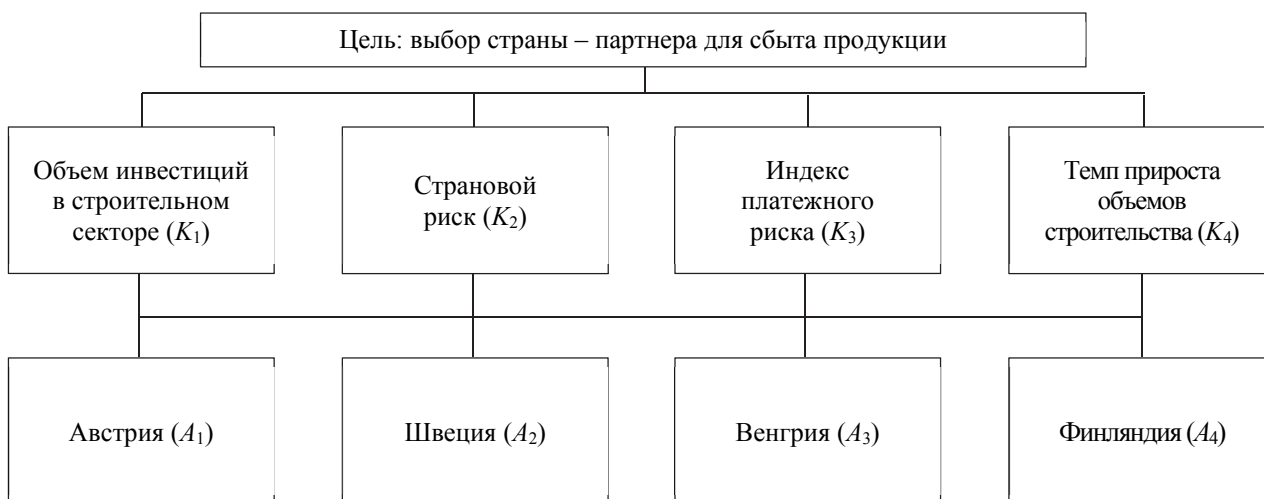 Цель: выбор страны – партнера для сбыта продукции
Объем инвестиций
в строительном
секторе (K₁)
Страновой
риск (K₂)
Индекс
платежного
риска (K₃)
Темп прироста
объемов
строительства (K₄)
Австрия (A₁)
Швеция (A₂)
Венгрия (A₃)
Финляндия (A₄)